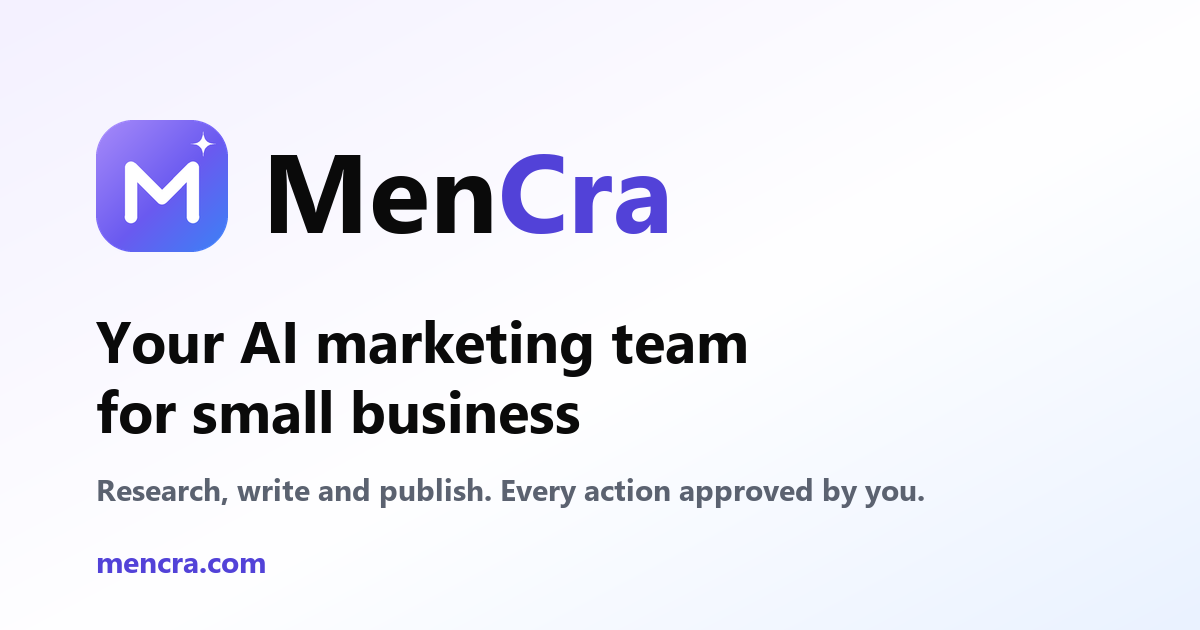 M
MenCra
Your AI marketing team
for small business
Research, write and publish. Every action approved by you.
mencra.com